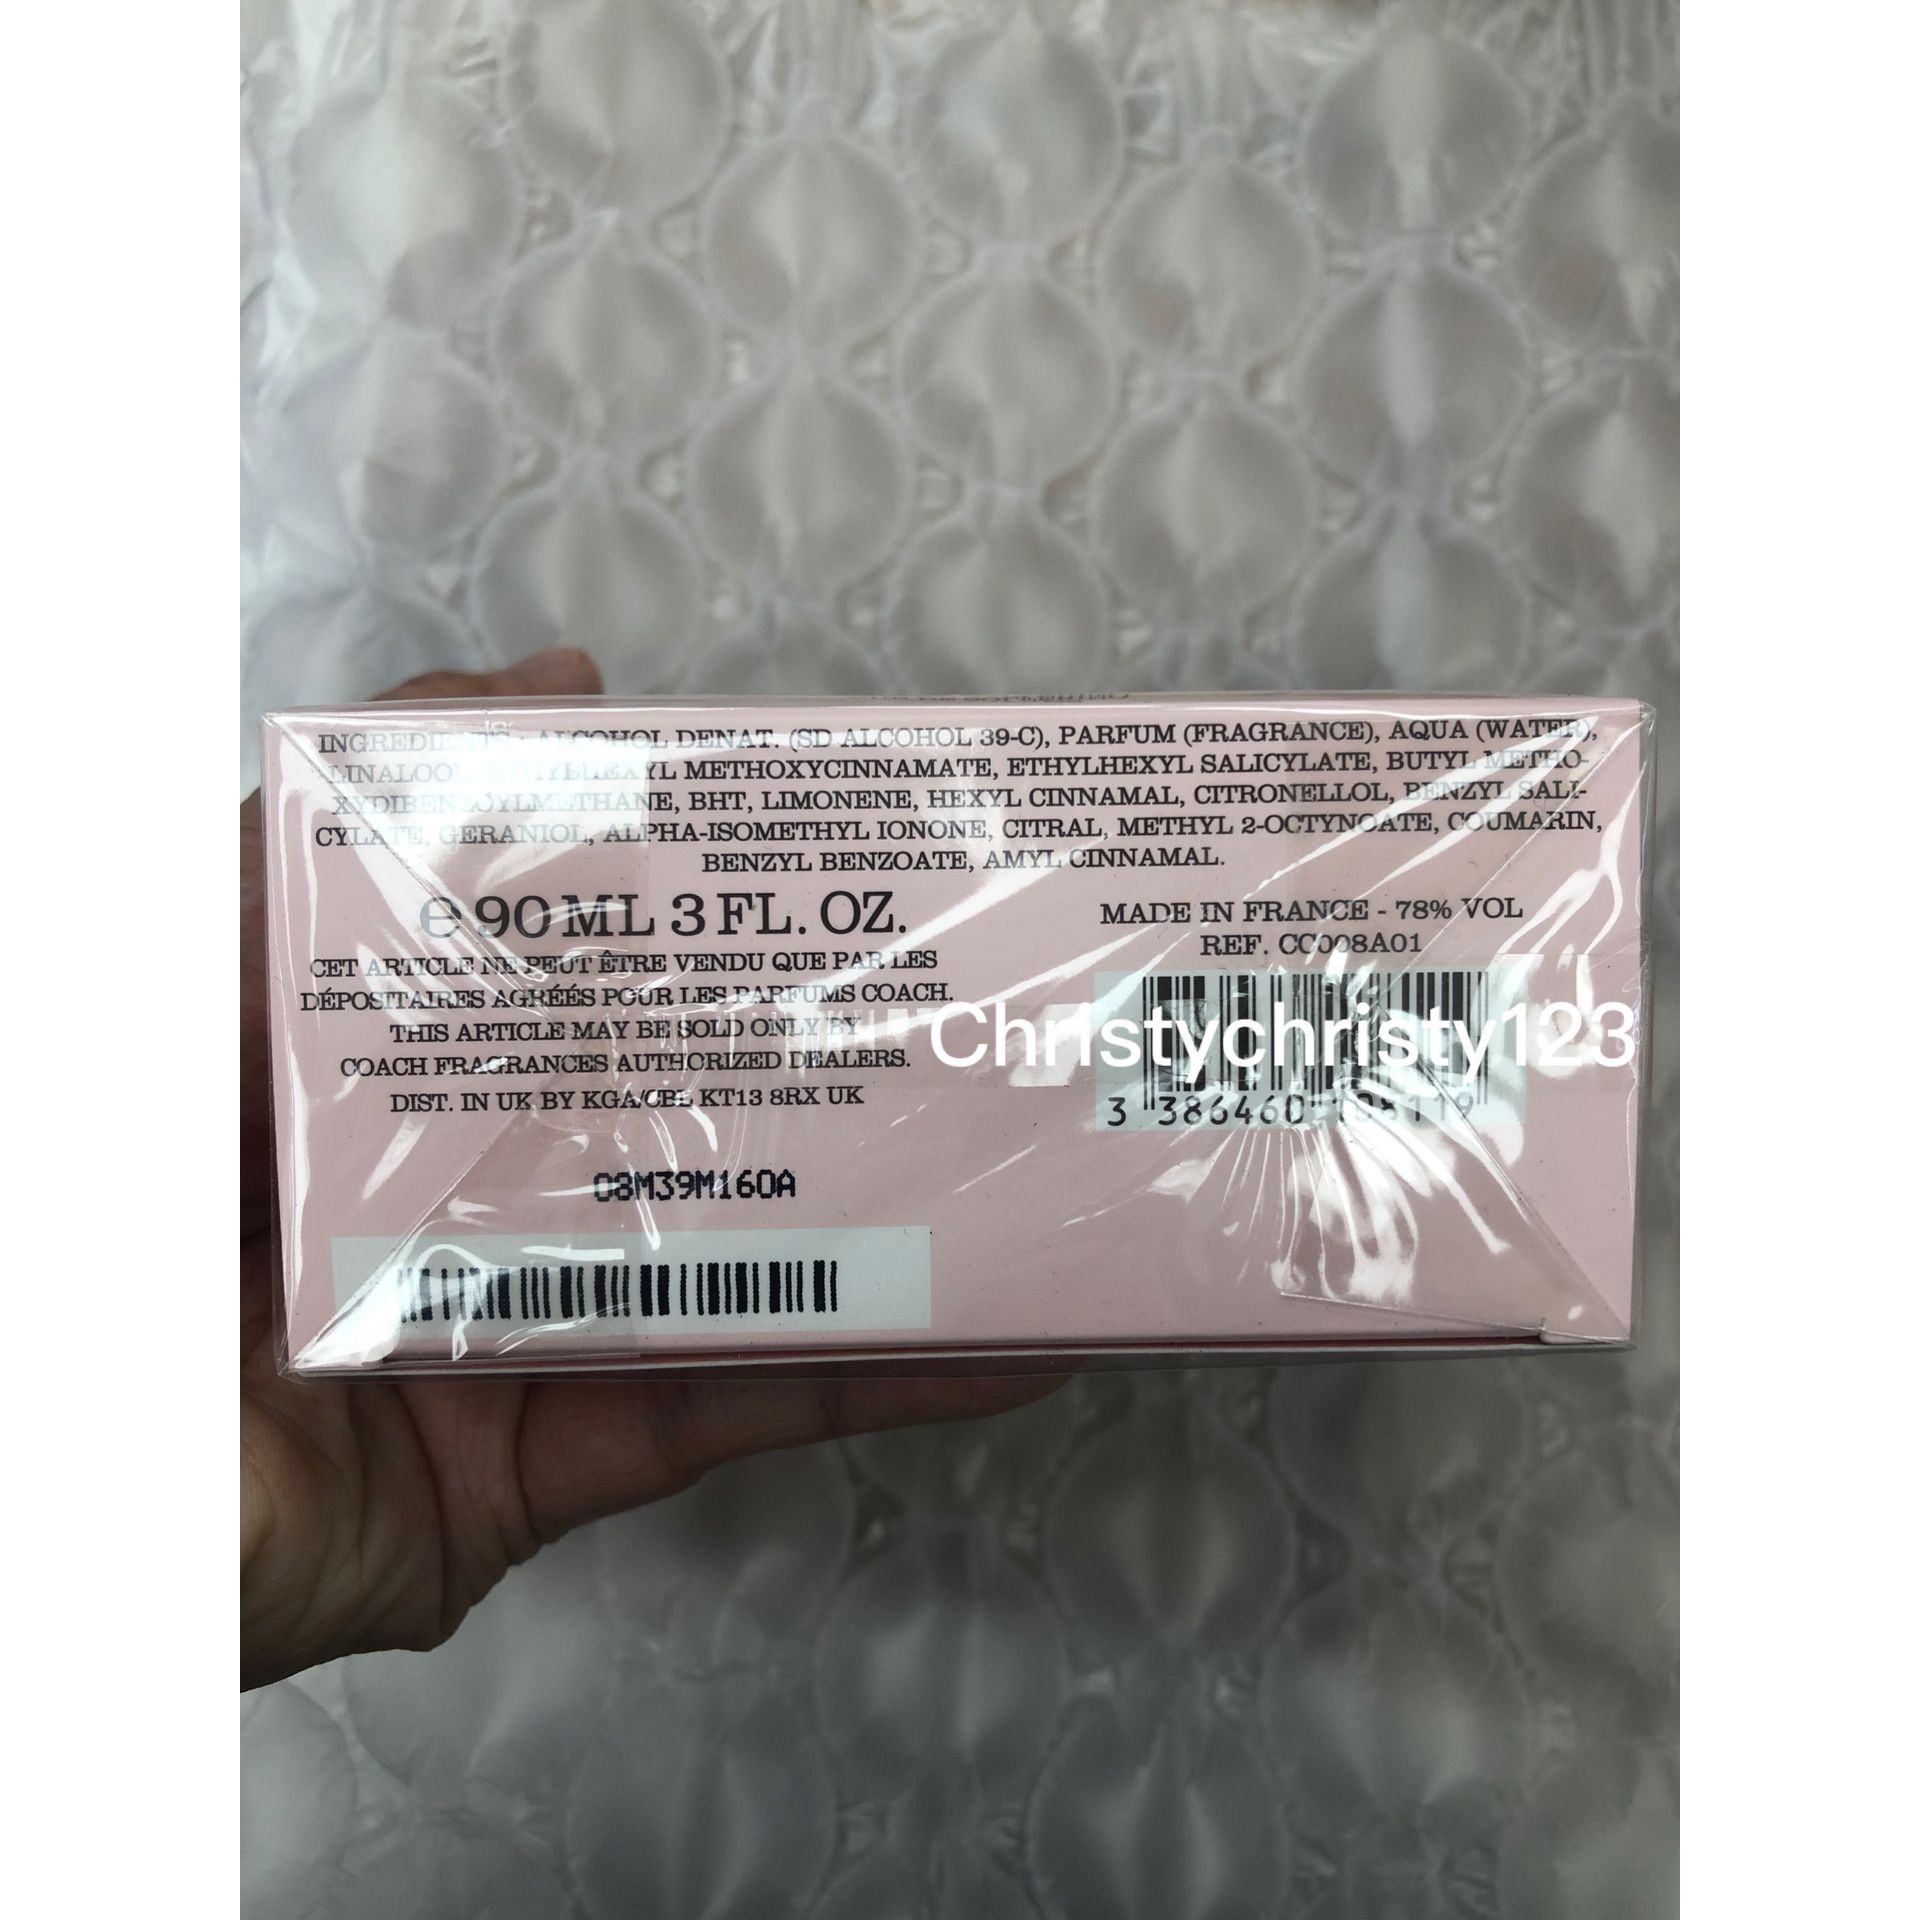 INGREDIENTS : ALCOHOL DENAT. (SD ALCOHOL 39-C), PARFUM (FRAGRANCE), AQUA (WATER),
LINALOOL, ETHYLHEXYL METHOXYCINNAMATE, ETHYLHEXYL SALICYLATE, BUTYL METHO-
XYDIBENZOYLMETHANE, BHT, LIMONENE, HEXYL CINNAMAL, CITRONELLOL, BENZYL SALI-
CYLATE, GERANIOL, ALPHA-ISOMETHYL IONONE, CITRAL, METHYL 2-OCTYNOATE, COUMARIN,
BENZYL BENZOATE, AMYL CINNAMAL.
℮ 90 ML 3 FL. OZ.
CET ARTICLE NE PEUT ÊTRE VENDU QUE PAR LES
DÉPOSITAIRES AGRÉÉS POUR LES PARFUMS COACH.
THIS ARTICLE MAY BE SOLD ONLY BY
COACH FRAGRANCES AUTHORIZED DEALERS.
DIST. IN UK BY KGA/CBL KT13 8RX UK
08M39M160A
MADE IN FRANCE - 78% VOL
REF. CC008A01
Christychristy123
3 386460